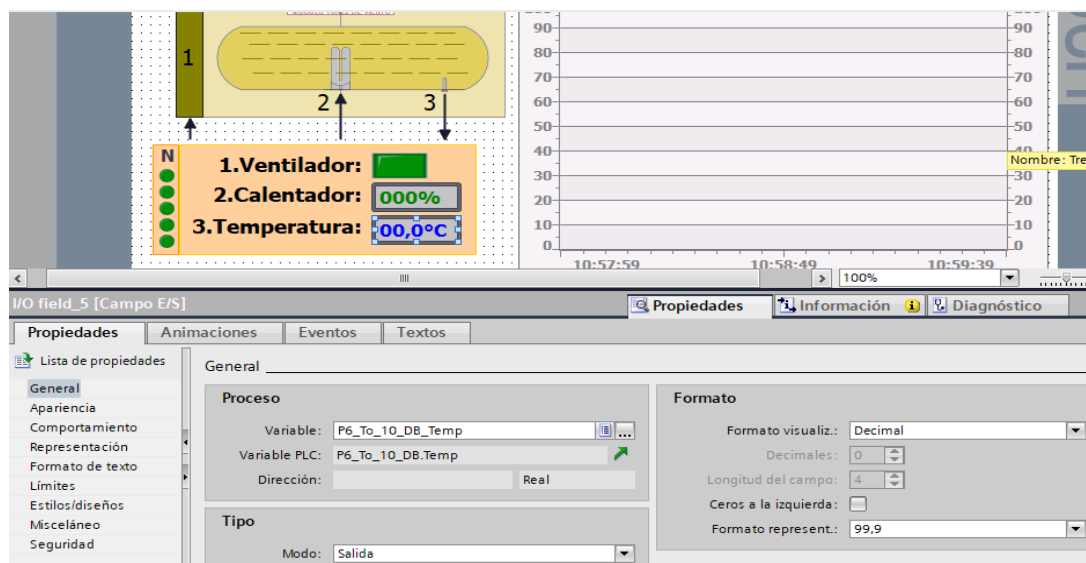 90 90
80 80
70 70
60 60
50 50
40 40
30 30
20 20
10 10
0 0
10:57:59 10:58:49 10:59:39
Nombre: Tre
1
2 3
N
1.Ventilador:
2.Calentador: 000%
3.Temperatura: 00,0°C
100%
I/O field_5 [Campo E/S]
Propiedades Información Diagnóstico
Propiedades Animaciones Eventos Textos
Lista de propiedades
General
Apariencia
Comportamiento
Representación
Formato de texto
Límites
Estilos/diseños
Misceláneo
Seguridad
General
Proceso
Variable: P6_To_10_DB_Temp
Variable PLC: P6_To_10_DB.Temp
Dirección: Real
Tipo
Modo: Salida
Formato
Formato visualiz.: Decimal
Decimales: 0
Longitud del campo: 4
Ceros a la izquierda:
Formato represent.: 99,9